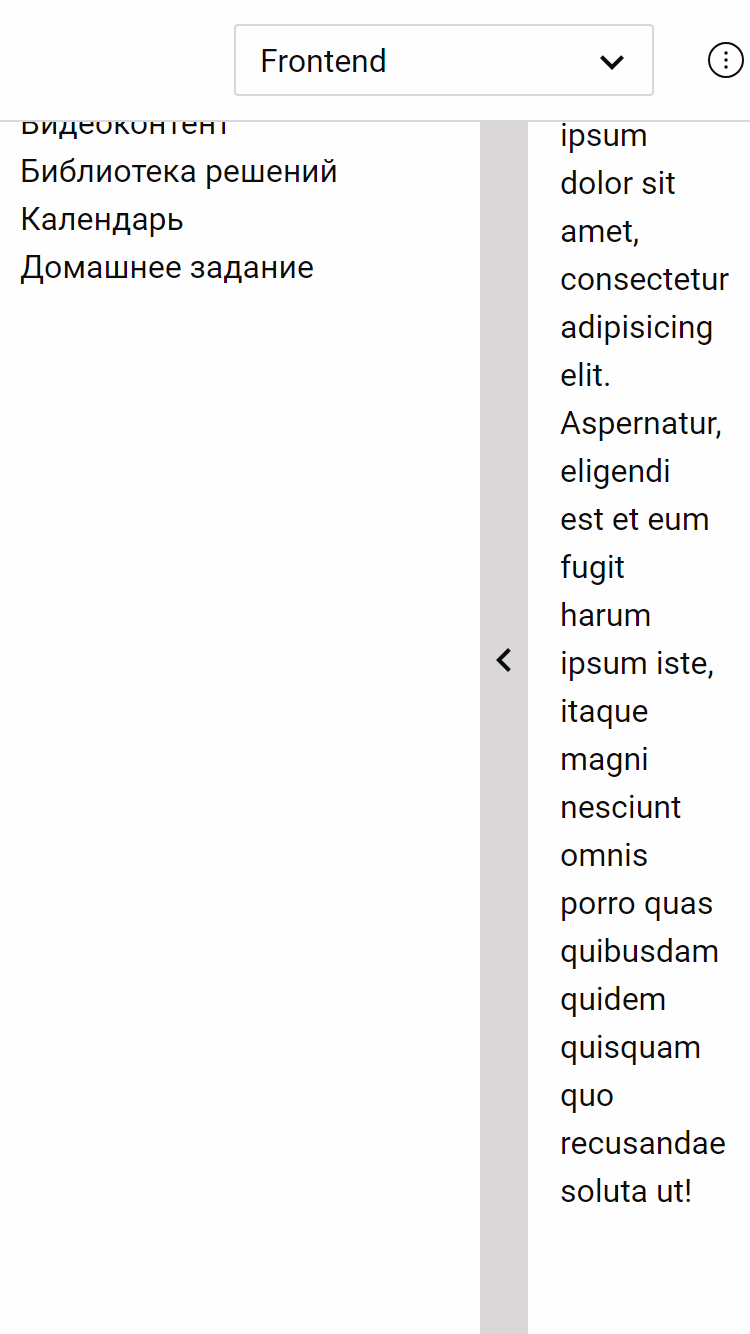 Frontend
Видеоконтент
Библиотека решений
Календарь
Домашнее задание
ipsum
dolor sit
amet,
consectetur
adipisicing
elit.
Aspernatur,
eligendi
est et eum
fugit
harum
ipsum iste,
itaque
magni
nesciunt
omnis
porro quas
quibusdam
quidem
quisquam
quo
recusandae
soluta ut!